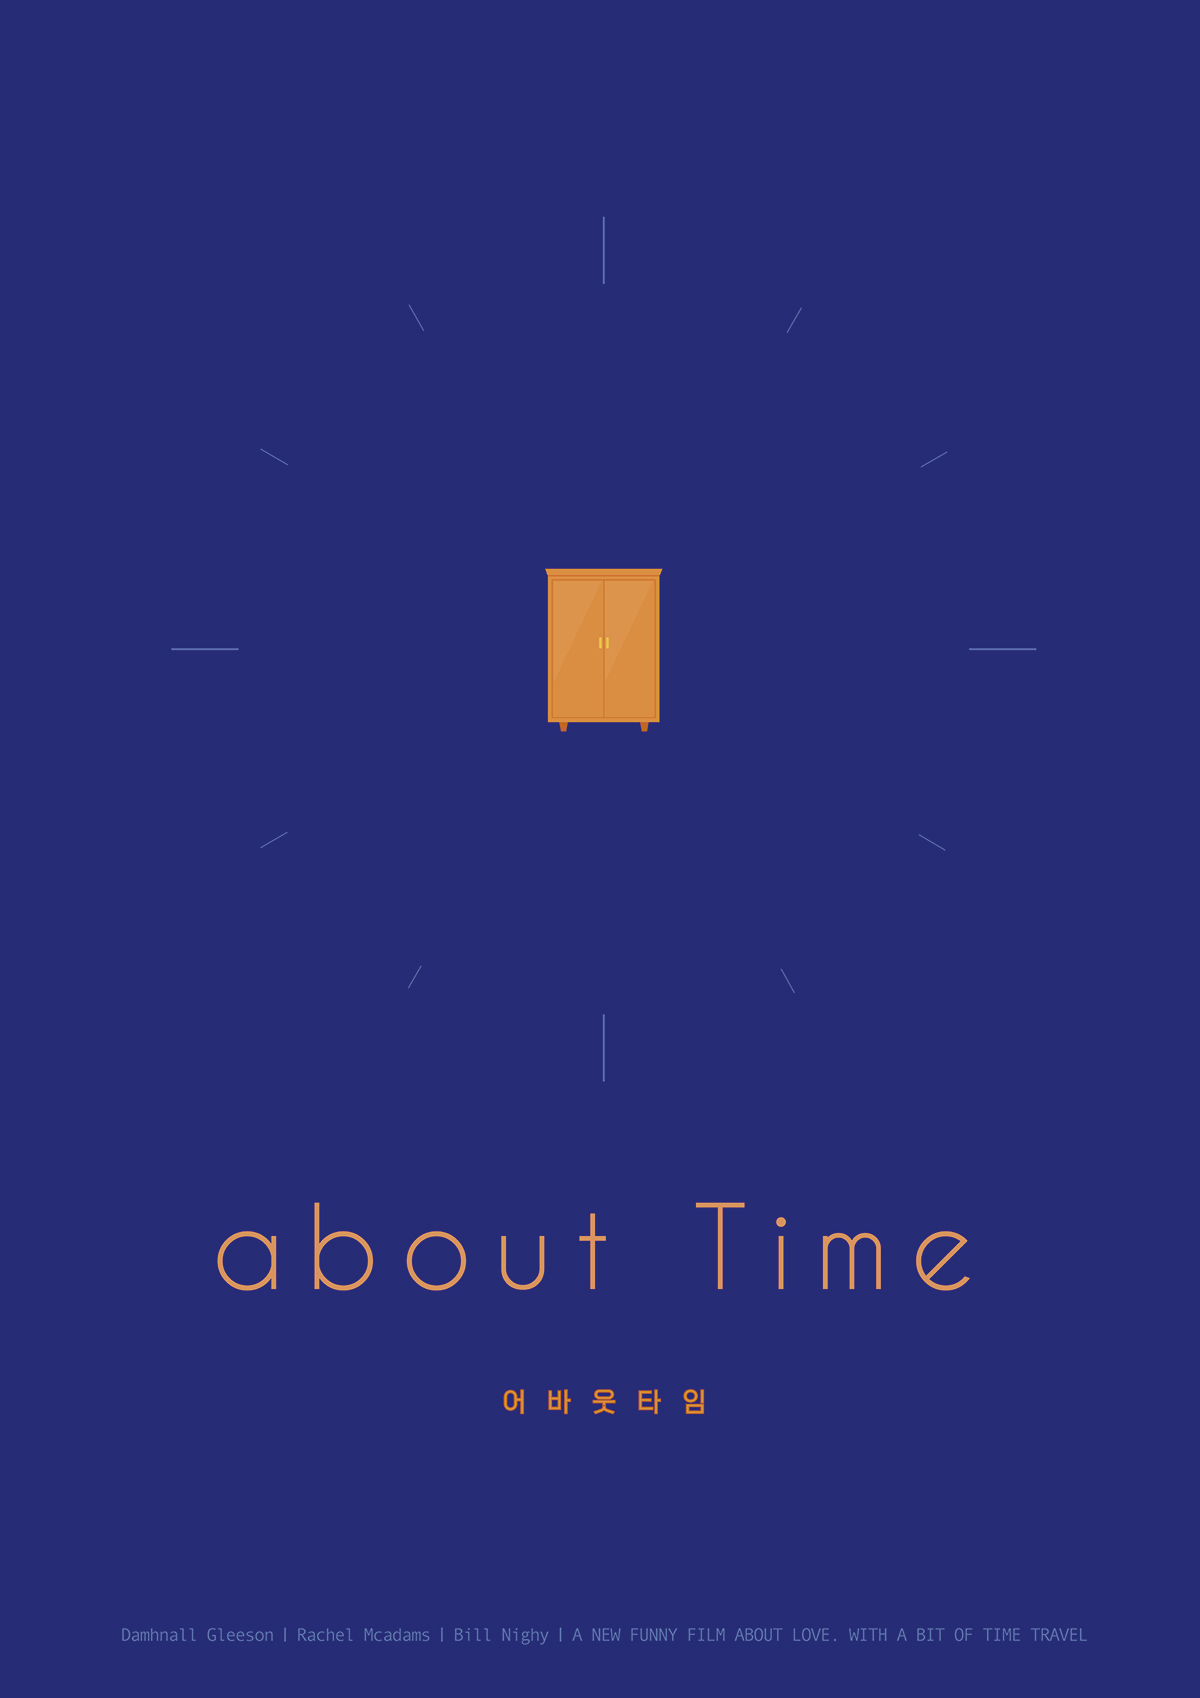 about Time
어바웃타임
Damhnall Gleeson | Rachel Mcadams | Bill Nighy | A NEW FUNNY FILM ABOUT LOVE. WITH A BIT OF TIME TRAVEL